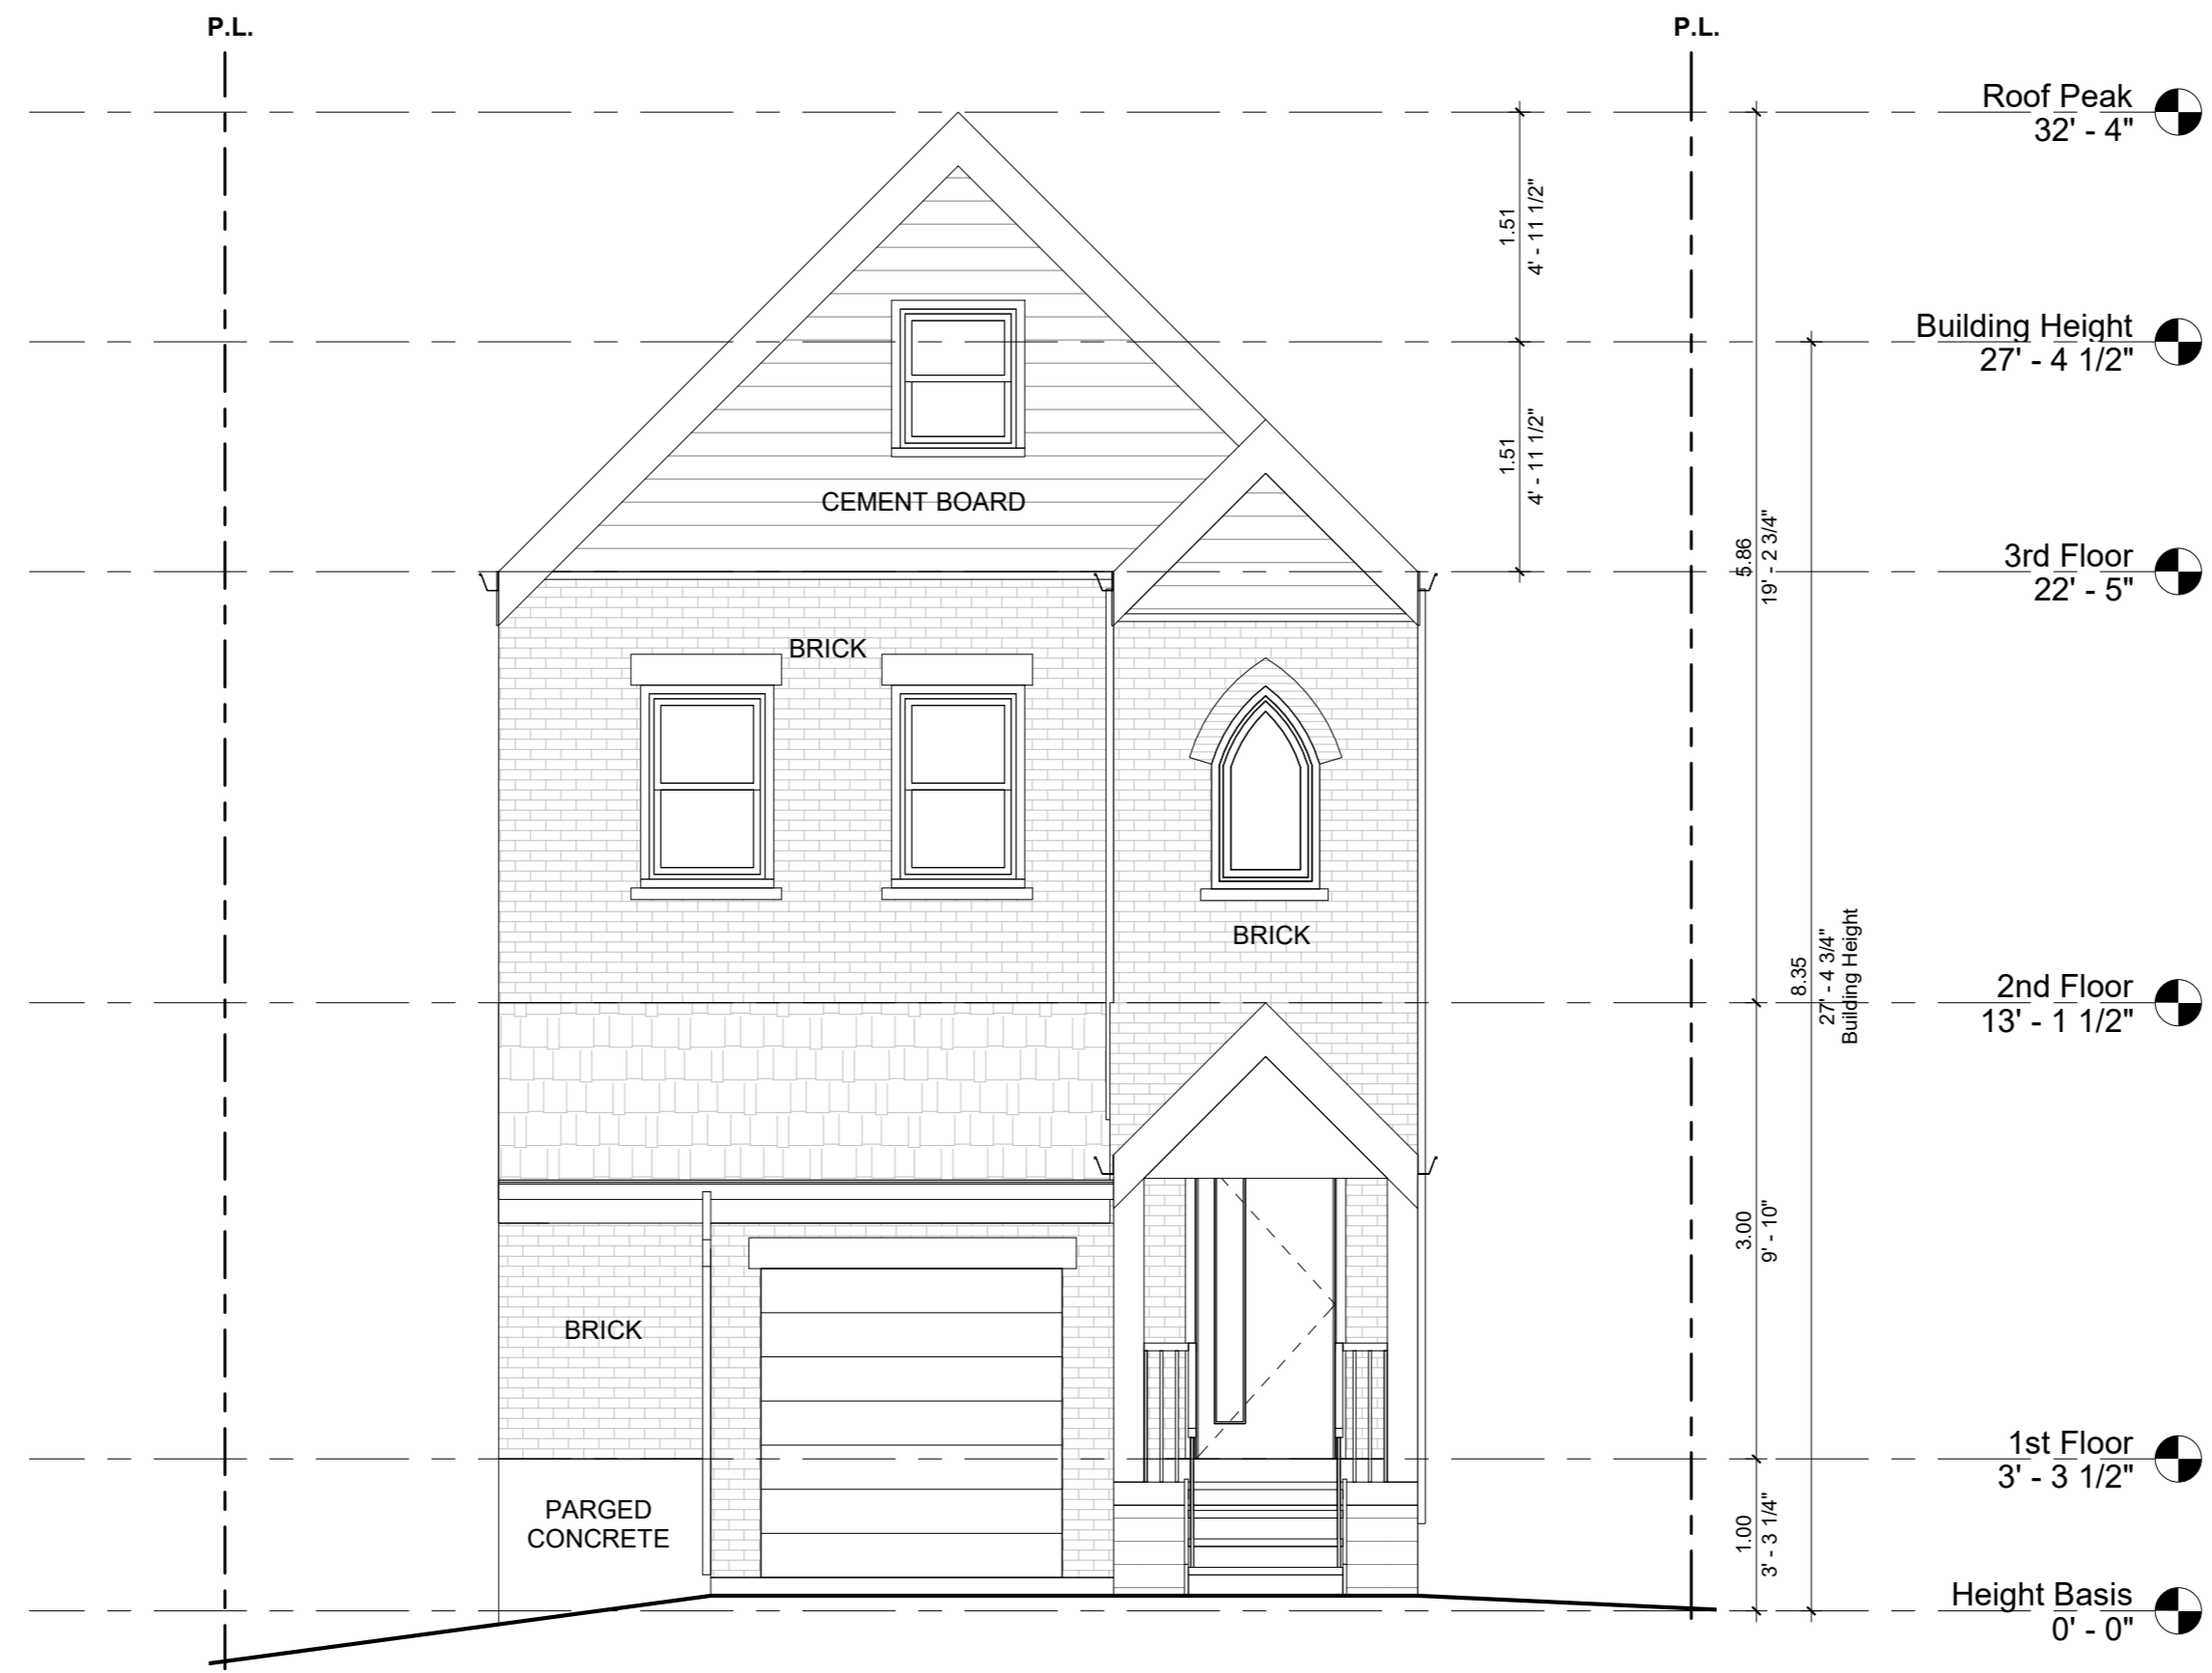 P.L.
P.L.
Roof Peak
32' - 4"
1.51
4' - 11 1/2"
Building Height
27' - 4 1/2"
1.51
4' - 11 1/2"
CEMENT BOARD
5.86
19' - 2 3/4"
3rd Floor
22' - 5"
BRICK
BRICK
8.35
27' - 4 3/4"
Building Height
2nd Floor
13' - 1 1/2"
3.00
9' - 10"
BRICK
1st Floor
3' - 3 1/2"
PARGED
CONCRETE
1.00
3' - 3 1/4"
Height Basis
0' - 0"